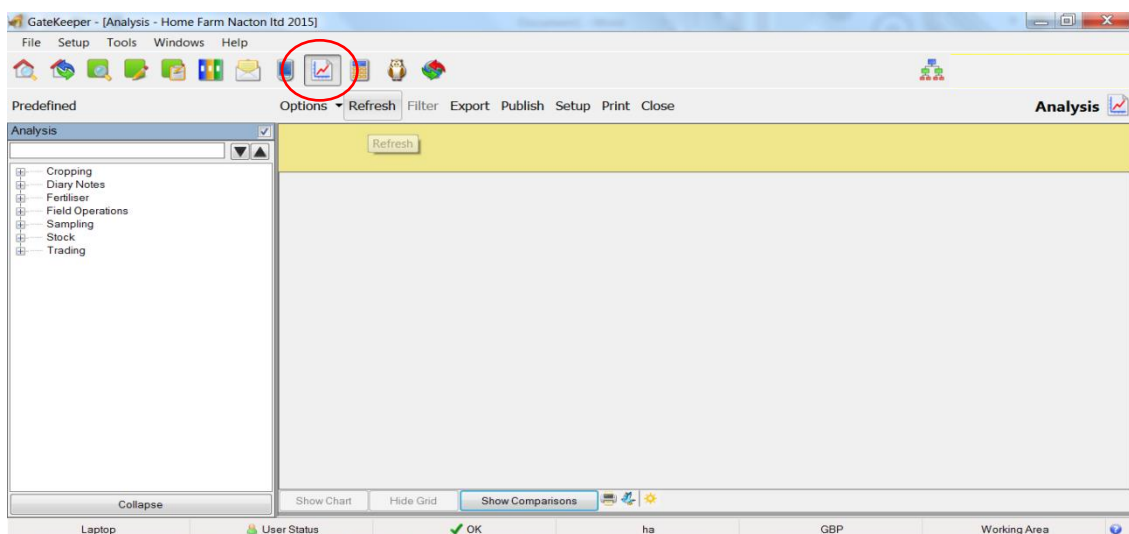 GateKeeper - [Analysis - Home Farm Nacton ltd 2015]
File Setup Tools Windows Help
Predefined
Options Refresh Filter Export Publish Setup Print Close
Analysis
Analysis
Refresh
Cropping
Diary Notes
Fertiliser
Field Operations
Sampling
Stock
Trading
Collapse
Show Chart Hide Grid Show Comparisons
Laptop User Status OK ha GBP Working Area